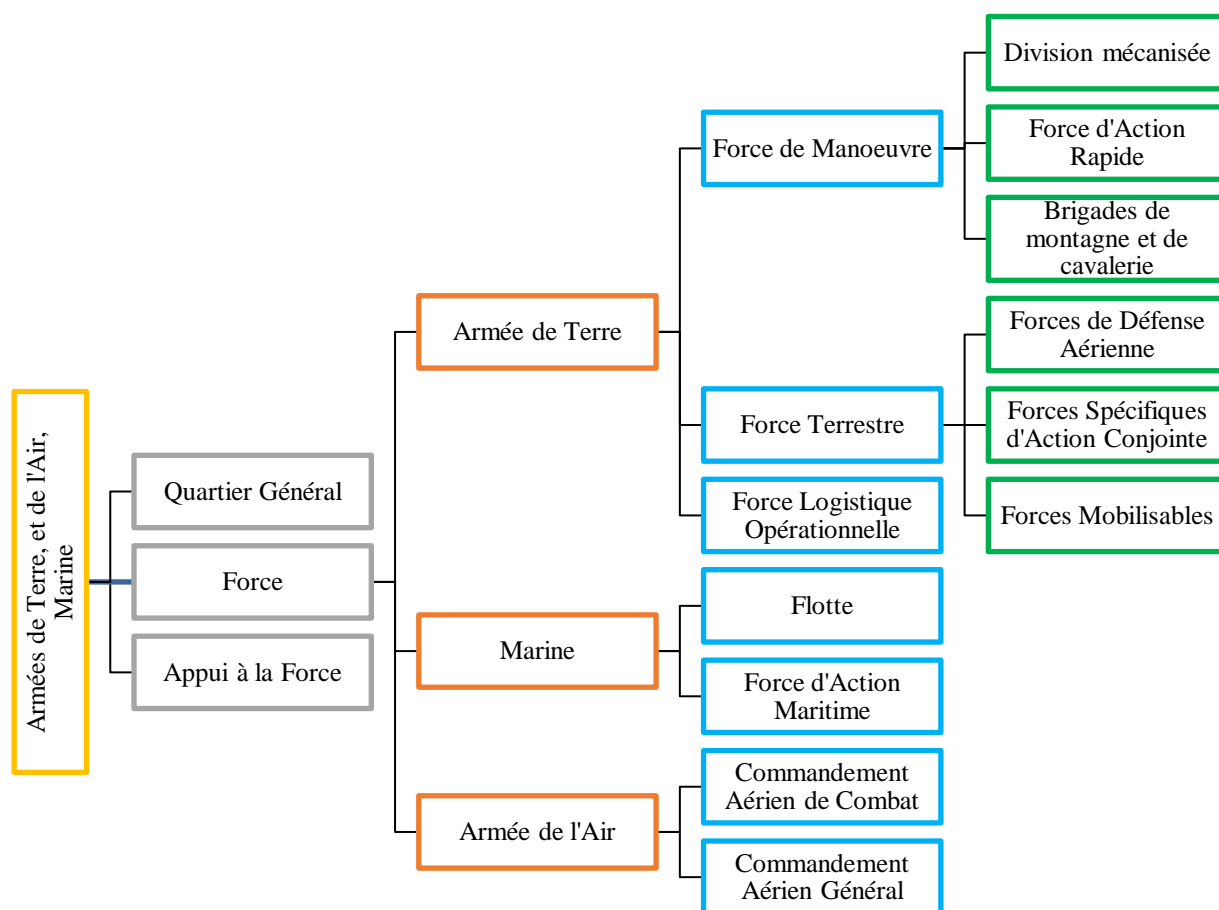 Armées de Terre, et de l'Air,
Marine
Quartier Général
Force
Appui à la Force
Armée de Terre
Marine
Armée de l'Air
Force de Manoeuvre
Force Terrestre
Force Logistique
Opérationnelle
Flotte
Force d'Action
Maritime
Commandement
Aérien de Combat
Commandement
Aérien Général
Division mécanisée
Force d'Action
Rapide
Brigades de
montagne et de
cavalerie
Forces de Défense
Aérienne
Forces Spécifiques
d'Action Conjointe
Forces Mobilisables